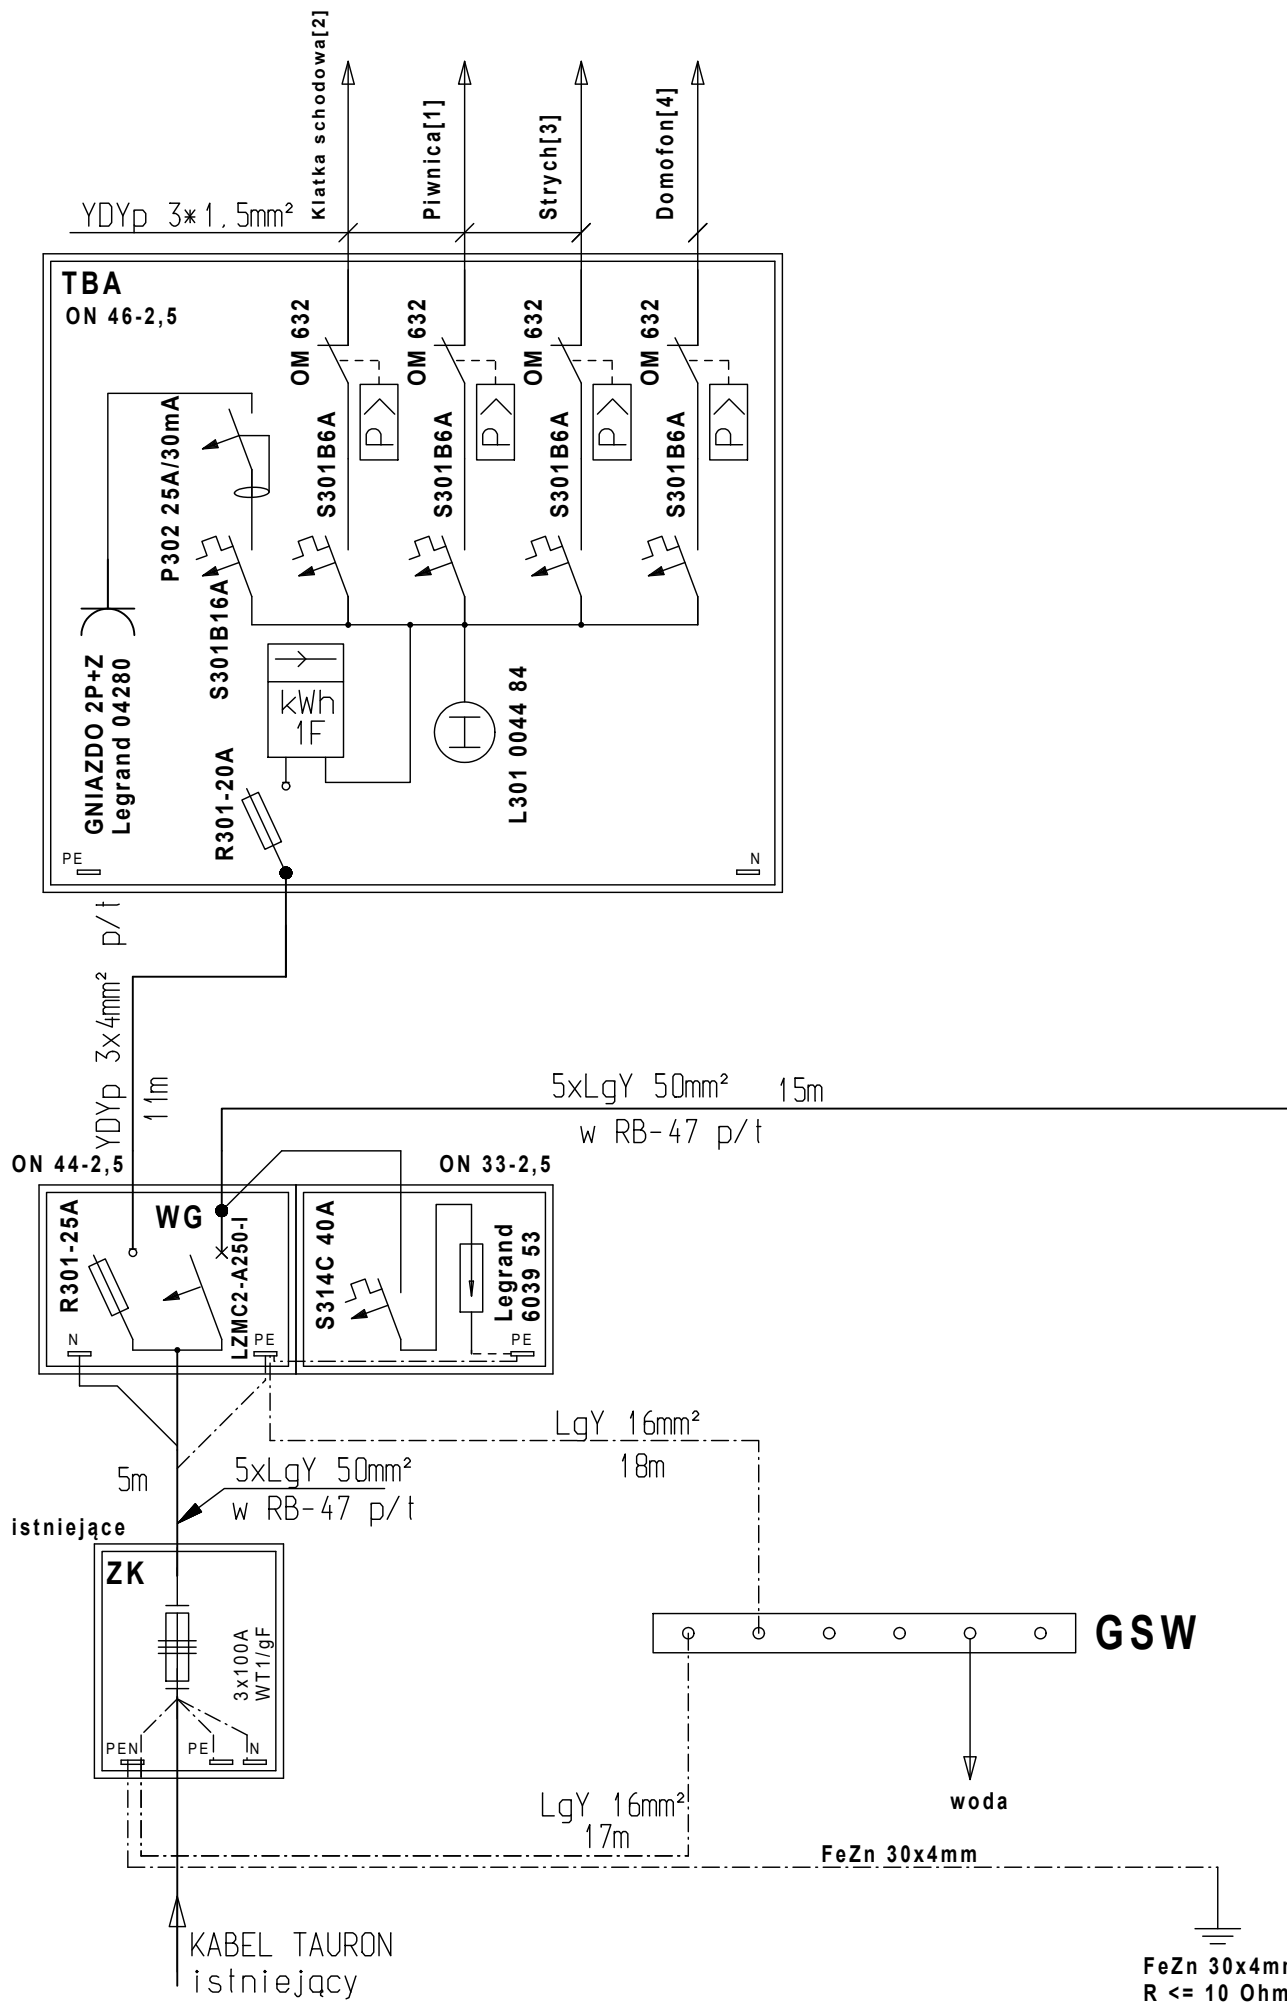 Klatka schodowa[2]
Piwnica[1]
Strych[3]
Domofon[4]
YDYp 3*1.5mm²
TBA
ON 46-2,5
OM 632
OM 632
OM 632
OM 632
P>
P>
P>
P>
P302 25A/30mA
S301B6A
S301B6A
S301B6A
S301B6A
S301B16A
GNIAZDO 2P+Z
Legrand 04280
kWh
1F
L301 0044 84
R301-20A
PE
N
YDYp 3x4mm² p/t
11m
5xLgY 50mm² 15m
w RB-47 p/t
ON 44-2,5
ON 33-2,5
R301-25A
WG
LZMC2-A250-I
S314C 40A
Legrand
6039 53
N
PE
PE
LgY 16mm²
18m
5m
5xLgY 50mm²
w RB-47 p/t
istniejące
ZK
3x100A
WT1/gF
PEN
PE
N
GSW
woda
LgY 16mm²
17m
FeZn 30x4mm
KABEL TAURON
istniejący
FeZn 30x4mm
R <= 10 Ohm